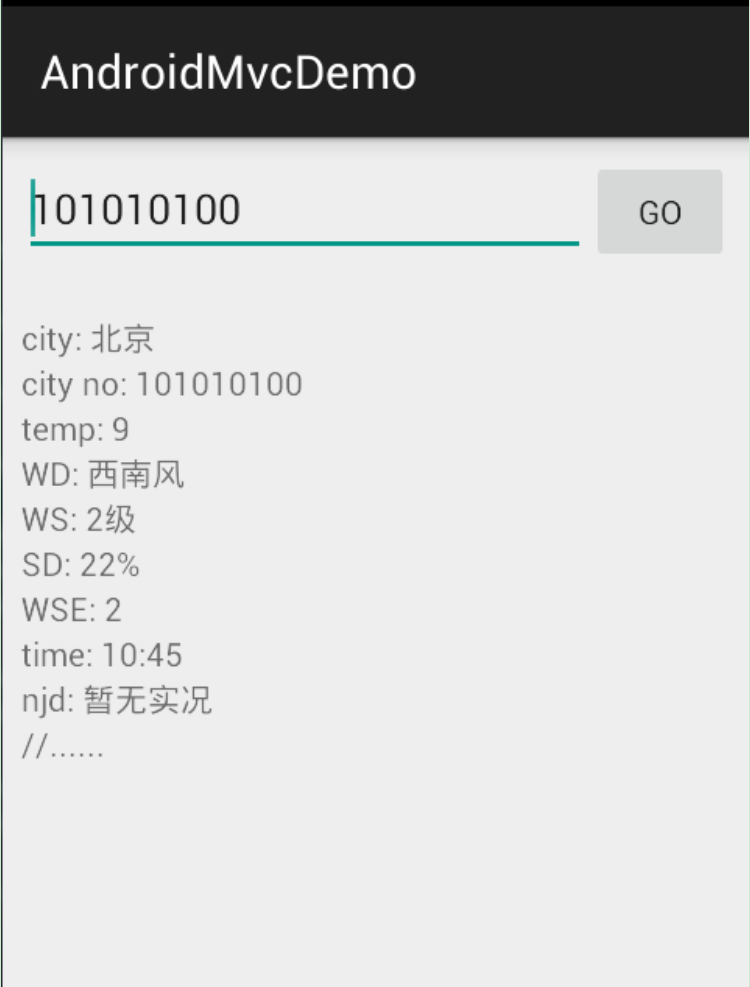 AndroidMvcDemo
101010100 GO
city: 北京
city no: 101010100
temp: 9
WD: 西南风
WS: 2级
SD: 22%
WSE: 2
time: 10:45
njd: 暂无实况
//......